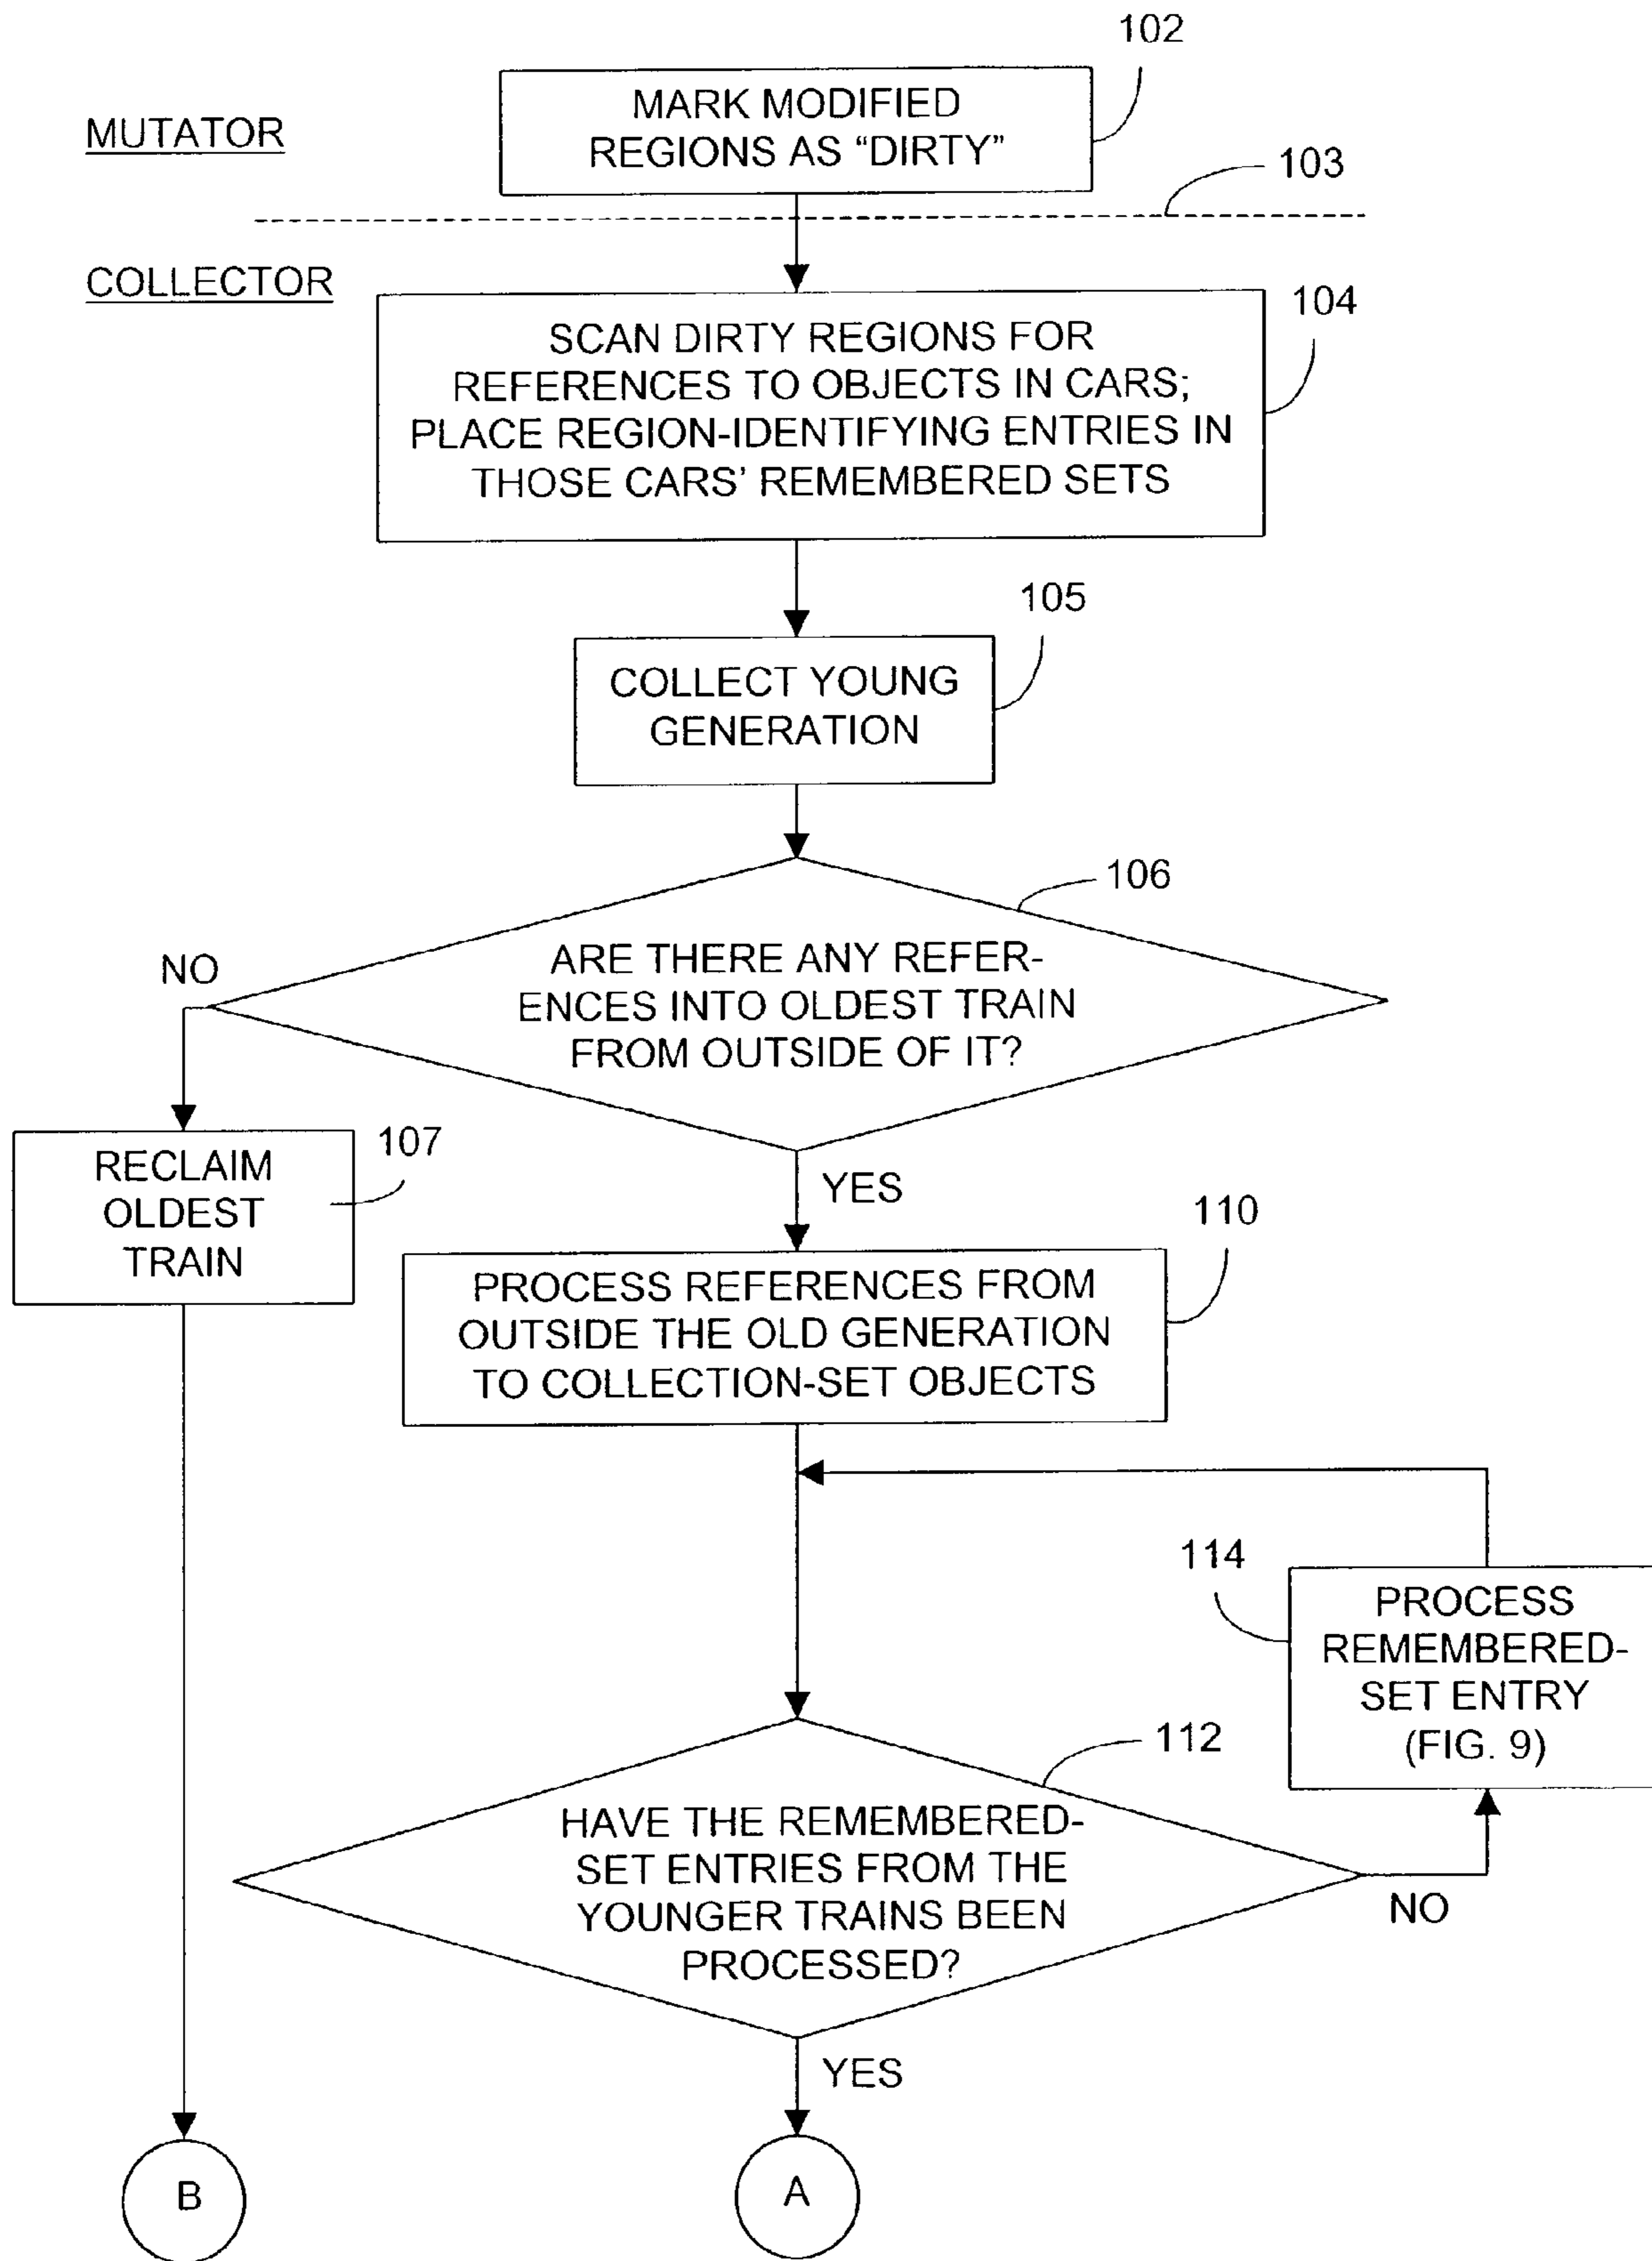 102
MARK MODIFIED
REGIONS AS “DIRTY”
MUTATOR
103
COLLECTOR
104
SCAN DIRTY REGIONS FOR
REFERENCES TO OBJECTS IN CARS;
PLACE REGION-IDENTIFYING ENTRIES IN
THOSE CARS’ REMEMBERED SETS
105
COLLECT YOUNG
GENERATION
106
ARE THERE ANY REFER-
ENCES INTO OLDEST TRAIN
FROM OUTSIDE OF IT?
NO
107
RECLAIM
OLDEST
TRAIN
YES
110
PROCESS REFERENCES FROM
OUTSIDE THE OLD GENERATION
TO COLLECTION-SET OBJECTS
114
PROCESS
REMEMBERED-
SET ENTRY
(FIG. 9)
112
HAVE THE REMEMBERED-
SET ENTRIES FROM THE
YOUNGER TRAINS BEEN
PROCESSED?
NO
YES
B
A